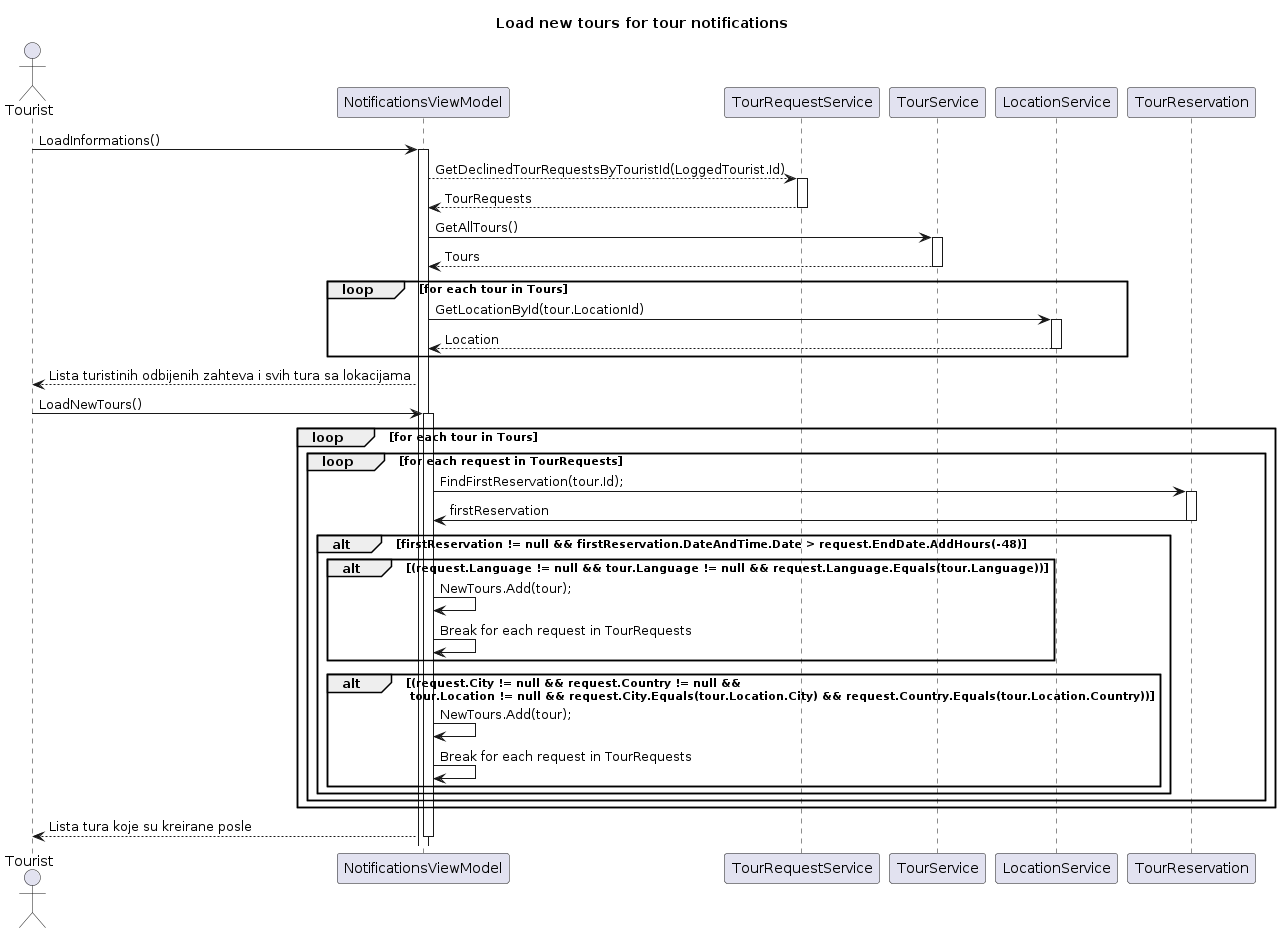 Load new tours for tour notifications
Tourist
NotificationsViewModel
TourRequestService
TourService
LocationService
TourReservation
LoadInformations()
GetDeclinedTourRequestsByTouristId(LoggedTourist.Id)
TourRequests
GetAllTours()
Tours
loop [for each tour in Tours]
GetLocationById(tour.LocationId)
Location
Lista turistinih odbijenih zahteva i svih tura sa lokacijama
LoadNewTours()
loop [for each tour in Tours]
loop [for each request in TourRequests]
FindFirstReservation(tour.Id);
firstReservation
alt [firstReservation != null && firstReservation.DateAndTime.Date > request.EndDate.AddHours(-48)]
alt [(request.Language != null && tour.Language != null && request.Language.Equals(tour.Language))]
NewTours.Add(tour);
Break for each request in TourRequests
alt [(request.City != null && request.Country != null &&
tour.Location != null && request.City.Equals(tour.Location.City) && request.Country.Equals(tour.Location.Country))]
NewTours.Add(tour);
Break for each request in TourRequests
Lista tura koje su kreirane posle
Tourist
NotificationsViewModel
TourRequestService
TourService
LocationService
TourReservation